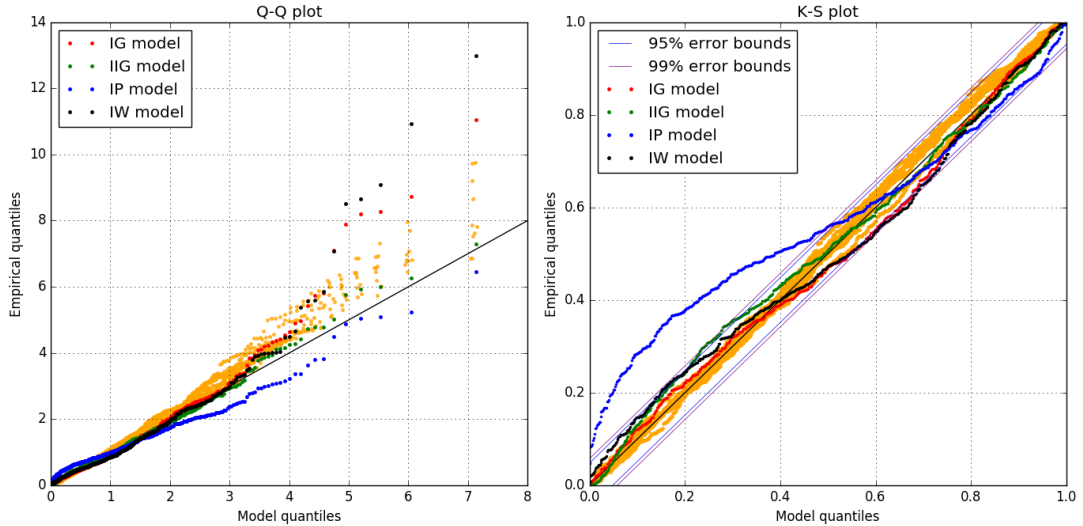 Q-Q plot
14
12
10
8
6
4
2
0
IG model
IIG model
IP model
IW model
0 1 2 3 4 5 6 7 8
Model quantiles
Empirical quantiles
K-S plot
1.0
0.8
0.6
0.4
0.2
0.0
95% error bounds
99% error bounds
IG model
IIG model
IP model
IW model
0.0 0.2 0.4 0.6 0.8 1.0
Model quantiles
Empirical quantiles